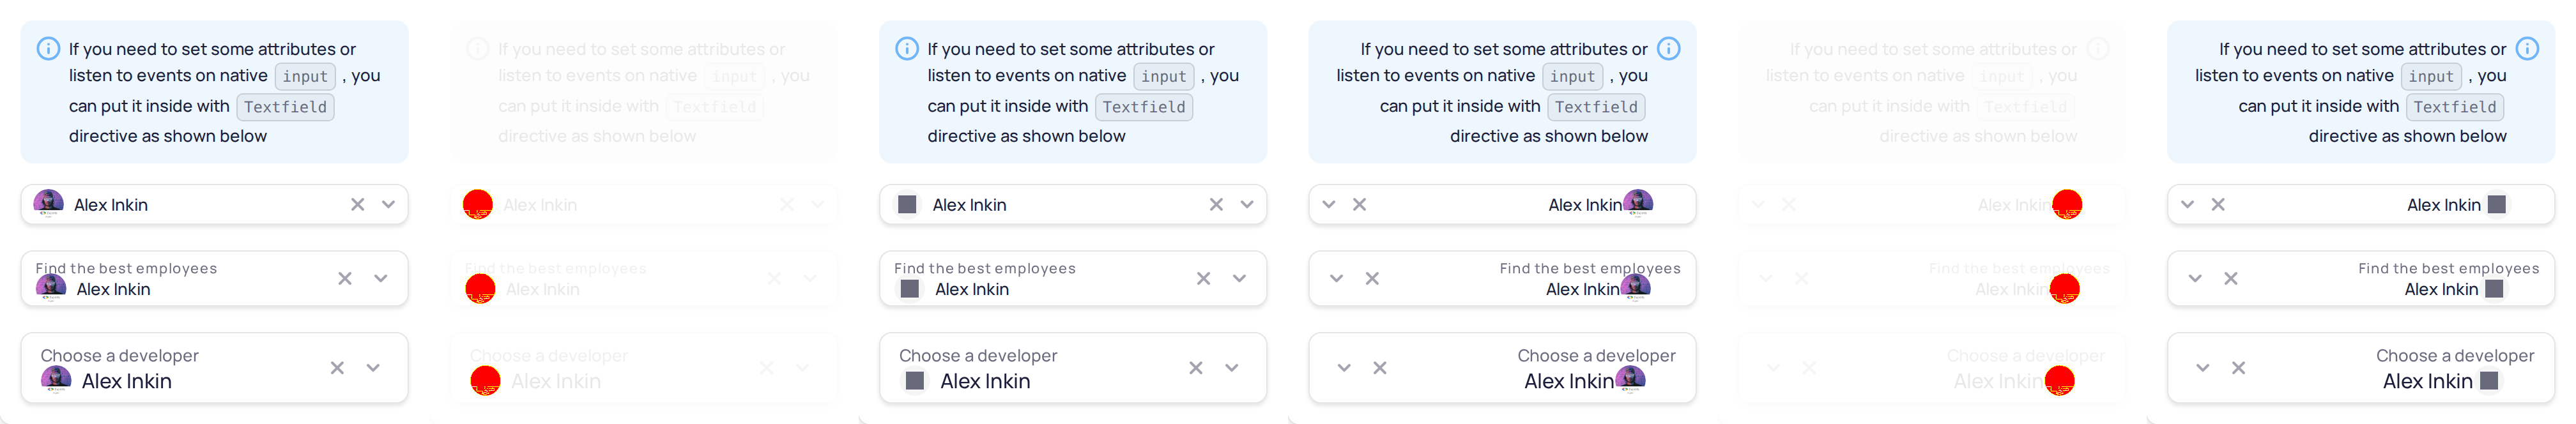 If you need to set some attributes or
listen to events on native input , you
can put it inside with Textfield
directive as shown below
Alex Inkin
Find the best employees
Alex Inkin
Choose a developer
Alex Inkin
If you need to set some attributes or
listen to events on native input , you
can put it inside with Textfield
directive as shown below
Alex Inkin
Find the best employees
Alex Inkin
Choose a developer
Alex Inkin
If you need to set some attributes or
listen to events on native input , you
can put it inside with Textfield
directive as shown below
Alex Inkin
Find the best employees
Alex Inkin
Choose a developer
Alex Inkin
If you need to set some attributes or
listen to events on native input , you
can put it inside with Textfield
directive as shown below
Alex Inkin
Find the best employees
Alex Inkin
Choose a developer
Alex Inkin
If you need to set some attributes or
listen to events on native input , you
can put it inside with Textfield
directive as shown below
Alex Inkin
Find the best employees
Alex Inkin
Choose a developer
Alex Inkin
If you need to set some attributes or
listen to events on native input , you
can put it inside with Textfield
directive as shown below
Alex Inkin
Find the best employees
Alex Inkin
Choose a developer
Alex Inkin